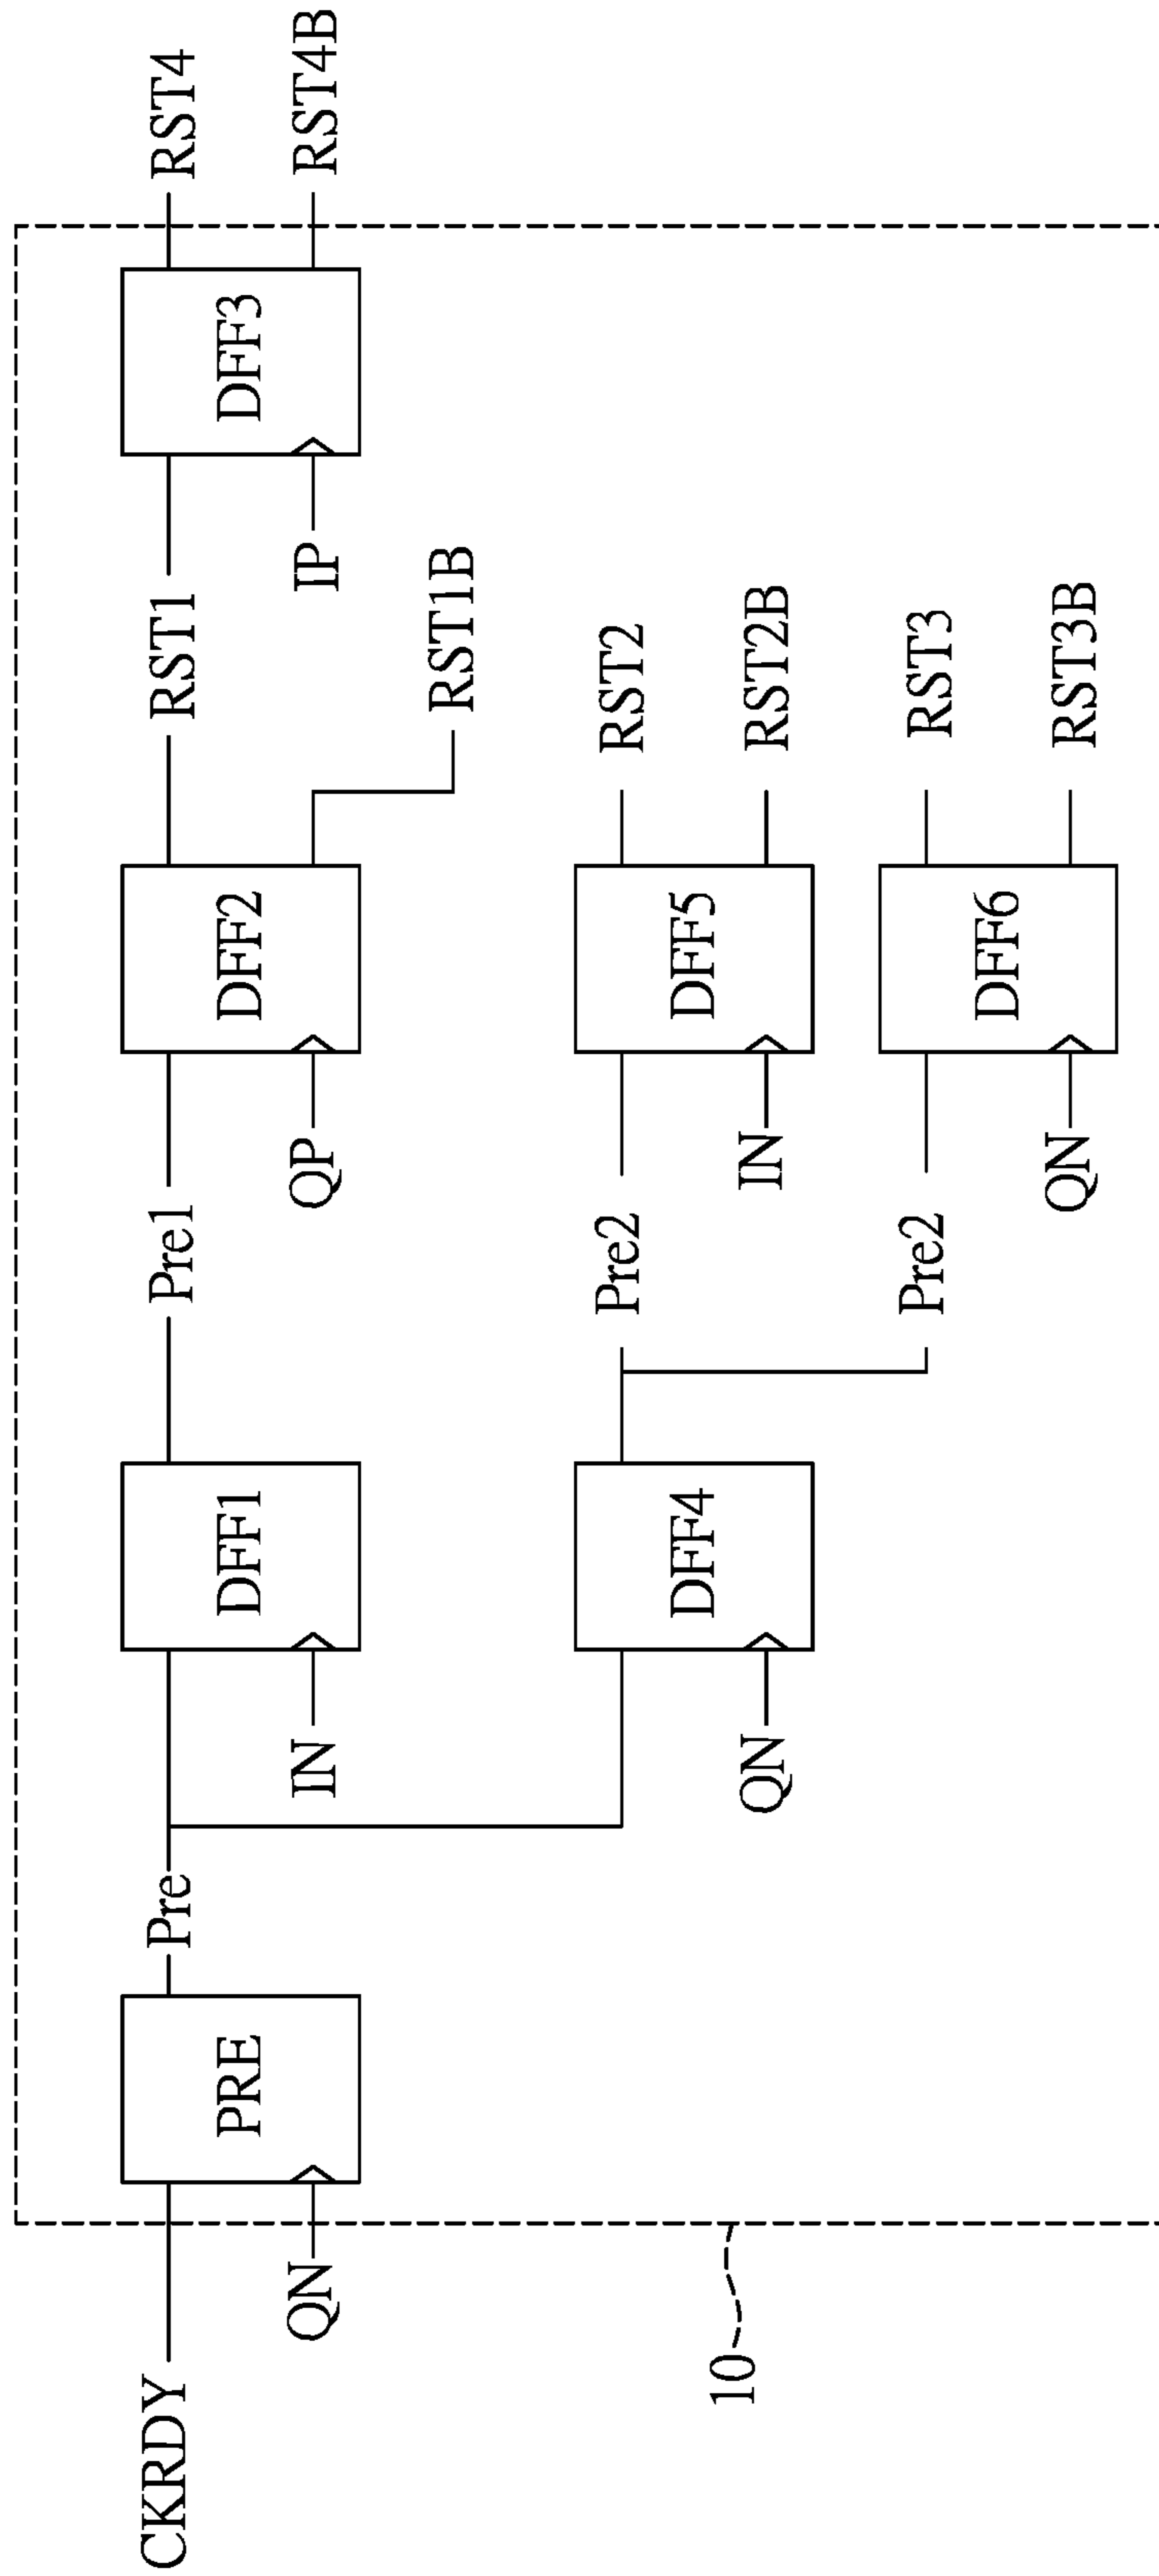 CKRDY
QN
PRE
Pre
IN
DFF1
Pre1
QP
DFF2
RST1
RST1B
IP
DFF3
RST4
RST4B
QN
DFF4
Pre2
IN
DFF5
RST2
RST2B
Pre2
QN
DFF6
RST3
RST3B
10